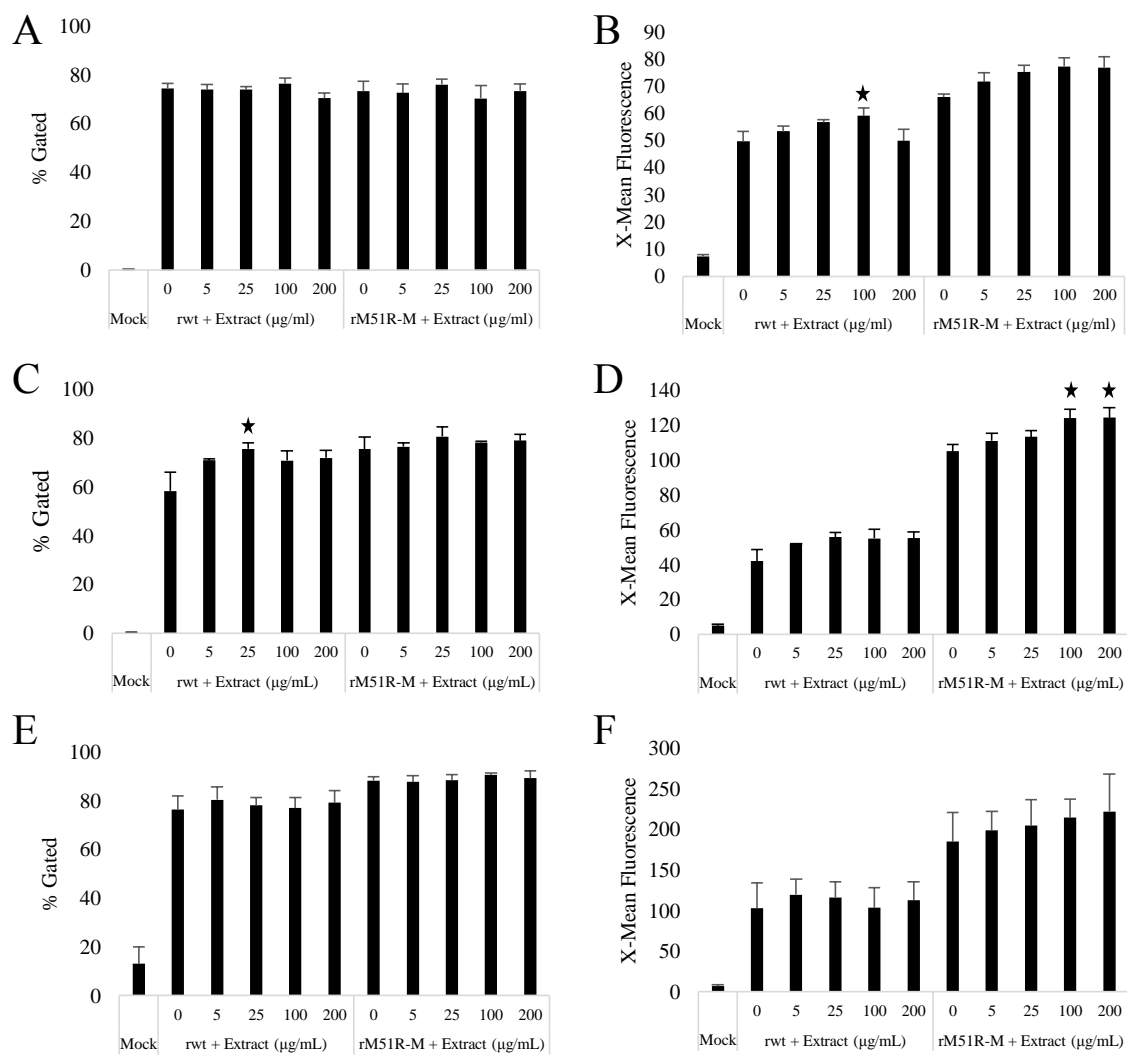 A
% Gated
100
80
60
40
20
0
0 5 25 100 200 0 5 25 100 200
Mock rwt + Extract (µg/ml) rM51R-M + Extract (µg/ml)
B
X-Mean Fluorescence
90
80
70
60
50
40
30
20
10
0
★
0 5 25 100 200 0 5 25 100 200
Mock rwt + Extract (µg/ml) rM51R-M + Extract (µg/ml)
C
% Gated
100
80
60
40
20
0
★
0 5 25 100 200 0 5 25 100 200
Mock rwt + Extract (µg/mL) rM51R-M + Extract (µg/mL)
D
X-Mean Fluorescence
140
120
100
80
60
40
20
0
★ ★
0 5 25 100 200 0 5 25 100 200
Mock rwt + Extract (µg/mL) rM51R-M + Extract (µg/mL)
E
% Gated
100
80
60
40
20
0
0 5 25 100 200 0 5 25 100 200
Mock rwt + Extract (µg/mL) rM51R-M + Extract (µg/mL)
F
X-Mean Fluorescence
300
250
200
150
100
50
0
0 5 25 100 200 0 5 25 100 200
Mock rwt + Extract (µg/mL) rM51R-M + Extract (µg/mL)